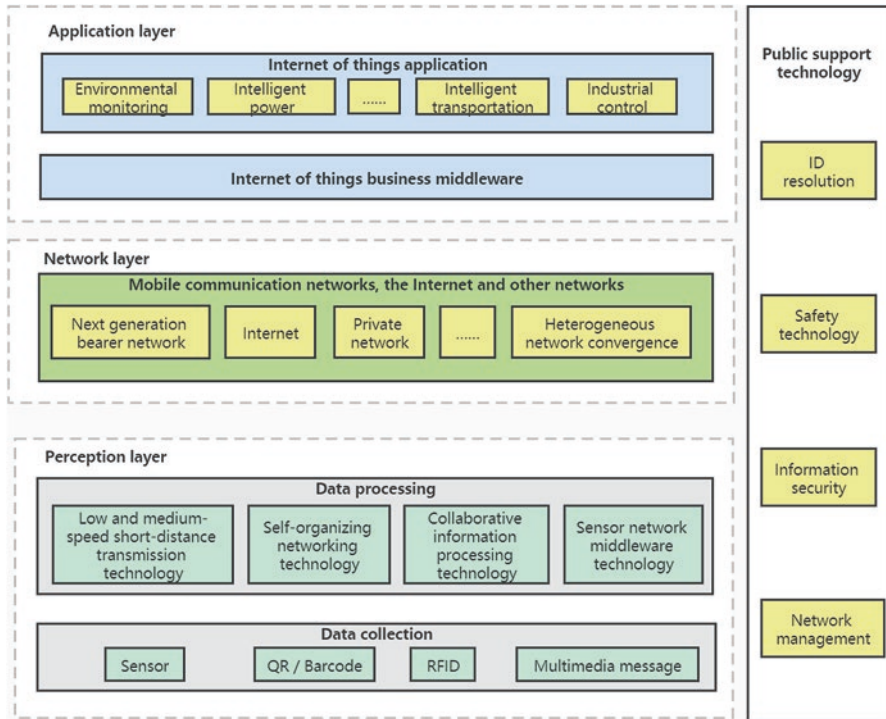 Application layer
Internet of things application
Environmental
monitoring
Intelligent
power
......
Intelligent
transportation
Industrial
control
Internet of things business middleware
Network layer
Mobile communication networks, the Internet and other networks
Next generation
bearer network
Internet
Private
network
......
Heterogeneous
network convergence
Perception layer
Data processing
Low and medium-
speed short-distance
transmission
technology
Self-organizing
networking
technology
Collaborative
information
processing
technology
Sensor network
middleware
technology
Data collection
Sensor
QR / Barcode
RFID
Multimedia message
Public support
technology
ID
resolution
Safety
technology
Information
security
Network
management